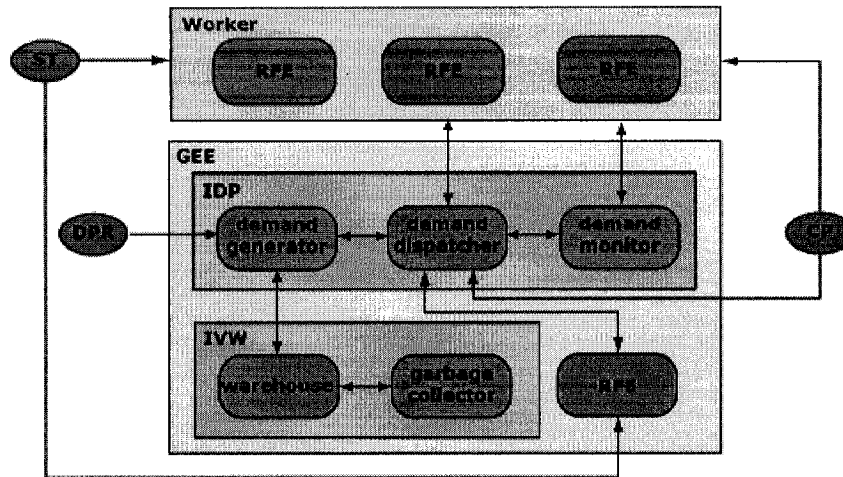 Worker
ST
RFE
RFE
RFE
GEE
IDP
DPR
demand
generator
demand
dispatcher
demand
monitor
CP
IVW
warehouse
garbage
collector
RFE